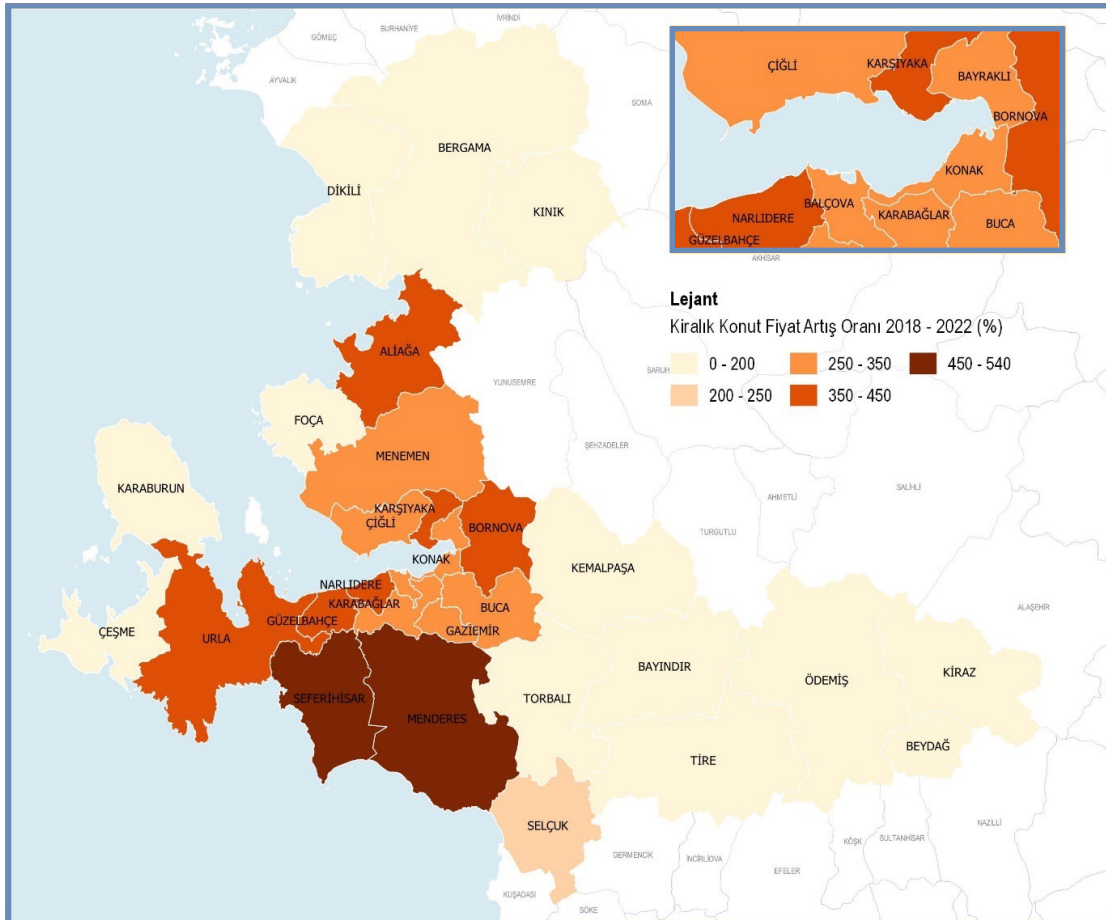 İVRİNDİ
BURHANİYE
GÖMEÇ
AYVALIK
SOMA
BERGAMA
DİKİLİ
KINIK
ÇİĞLİ
KARŞIYAKA
BAYRAKLI
BORNOVA
KONAK
BALÇOVA
KARABAĞLAR
NARLIDERE
BUCA
GÜZELBAHÇE
AKHİSAR
Lejant
Kiralık Konut Fiyat Artış Oranı 2018 - 2022 (%)
0 - 200
250 - 350
450 - 540
200 - 250
350 - 450
ALİAĞA
YUNUSEMRE
SARUH
FOÇA
ŞEHZADELER
MENEMEN
KARABURUN
SALİHLİ
AHMETLİ
KARŞIYAKA
ÇİĞLİ
BORNOVA
TURGUTLU
KONAK
KEMALPAŞA
NARLIDERE
KARABAĞLAR
BUCA
ALAŞEHİR
GÜZELBAHÇE
GAZİEMİR
ÇEŞME
URLA
BAYINDIR
KİRAZ
ÖDEMİŞ
SEFERİHİSAR
TORBALI
MENDERES
BEYDAĞ
TİRE
NAZİLLİ
SELÇUK
KÖŞK
SULTANHİSAR
GERMENCİK
İNCİRLİOVA
EFELER
KUŞADASI
SÖKE